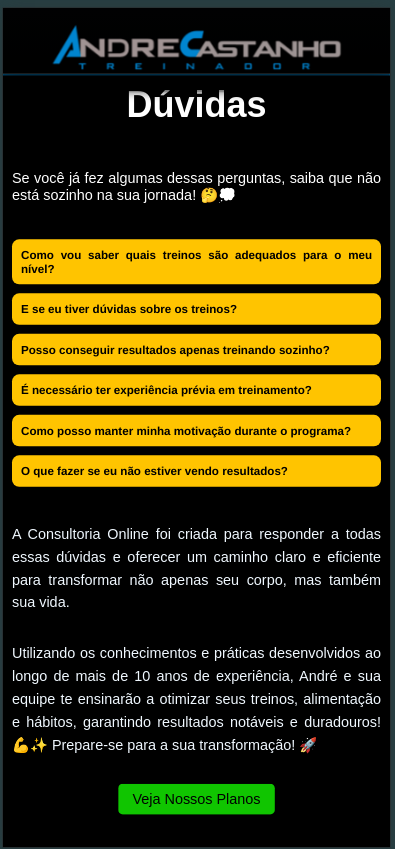 ANDRECASTANHO
TREINADOR
Dúvidas
Se você já fez algumas dessas perguntas, saiba que não
está sozinho na sua jornada! 🤔💭
Como vou saber quais treinos são adequados para o meu
nível?
E se eu tiver dúvidas sobre os treinos?
Posso conseguir resultados apenas treinando sozinho?
É necessário ter experiência prévia em treinamento?
Como posso manter minha motivação durante o programa?
O que fazer se eu não estiver vendo resultados?
A Consultoria Online foi criada para responder a todas
essas dúvidas e oferecer um caminho claro e eficiente
para transformar não apenas seu corpo, mas também
sua vida.
Utilizando os conhecimentos e práticas desenvolvidos ao
longo de mais de 10 anos de experiência, André e sua
equipe te ensinarão a otimizar seus treinos, alimentação
e hábitos, garantindo resultados notáveis e duradouros!
💪✨ Prepare-se para a sua transformação! 🚀
Veja Nossos Planos